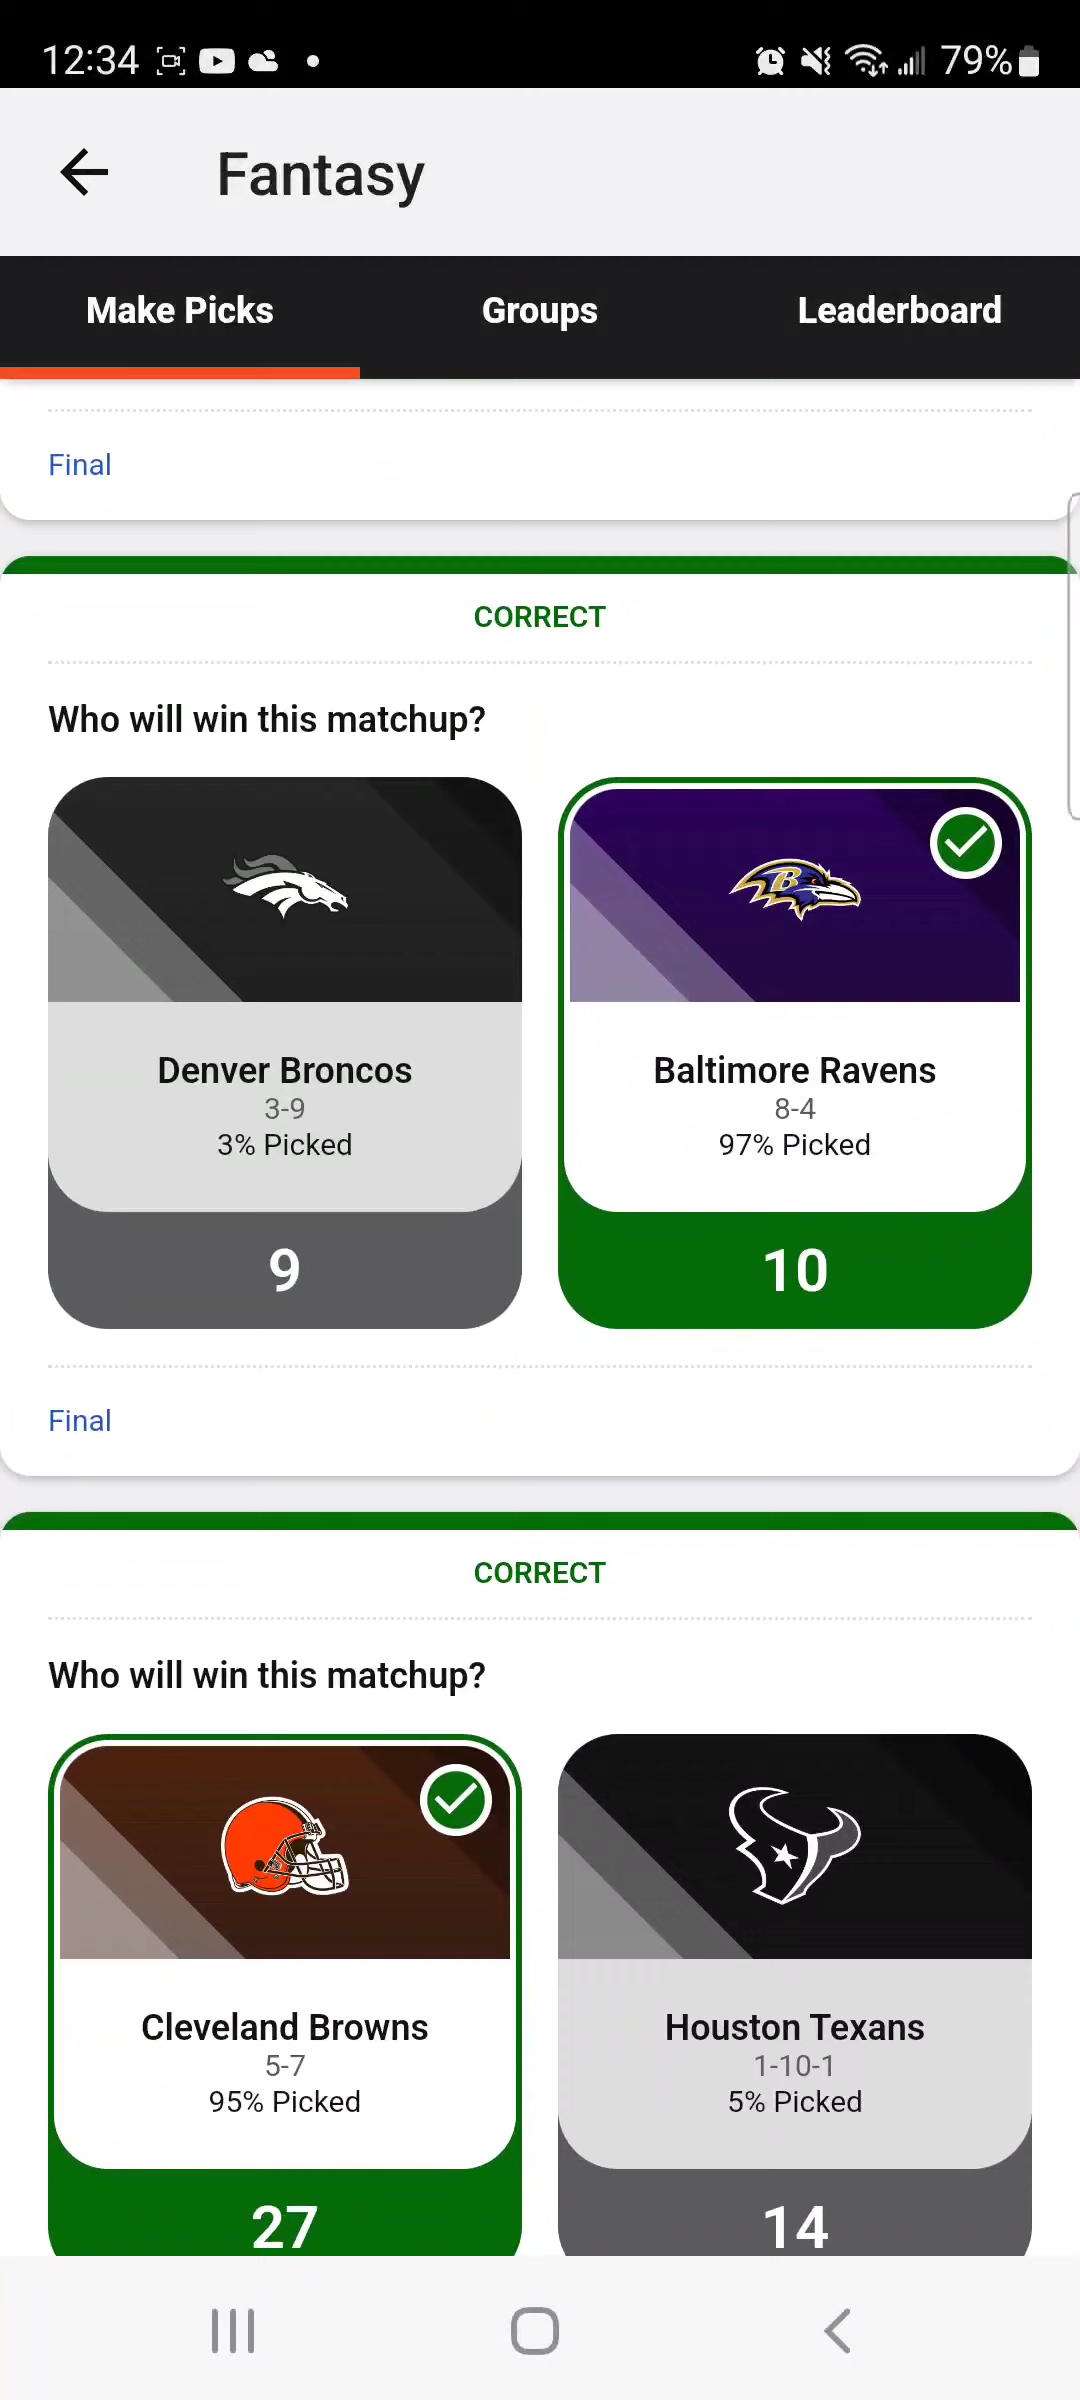 12:34
79%
Fantasy
Make Picks
Groups
Leaderboard
Final
CORRECT
Who will win this matchup?
B
Denver Broncos
3-9
3% Picked
9
Baltimore Ravens
8-4
97% Picked
10
Final
CORRECT
Who will win this matchup?
Cleveland Browns
5-7
95% Picked
27
Houston Texans
1-10-1
5% Picked
14